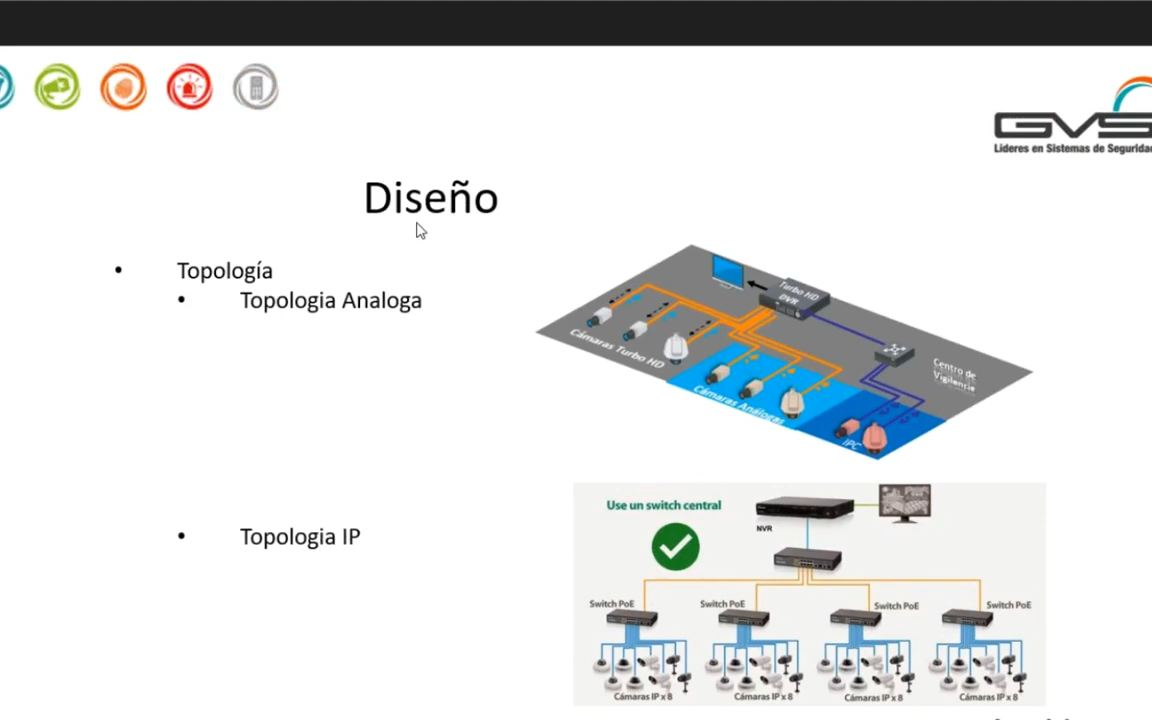 GVS
Líderes en Sistemas de Seguridad
Diseño
• Topología
• Topologia Analoga
Turbo HD
DVR
Cámaras Turbo HD
Cámaras Análogas
IPC
Centro de
Vigilancia
• Topologia IP
Use un switch central
NVR
Switch PoE
Switch PoE
Switch PoE
Switch PoE
Cámaras IP x 8
Cámaras IP x 8
Cámaras IP x 8
Cámaras IP x 8